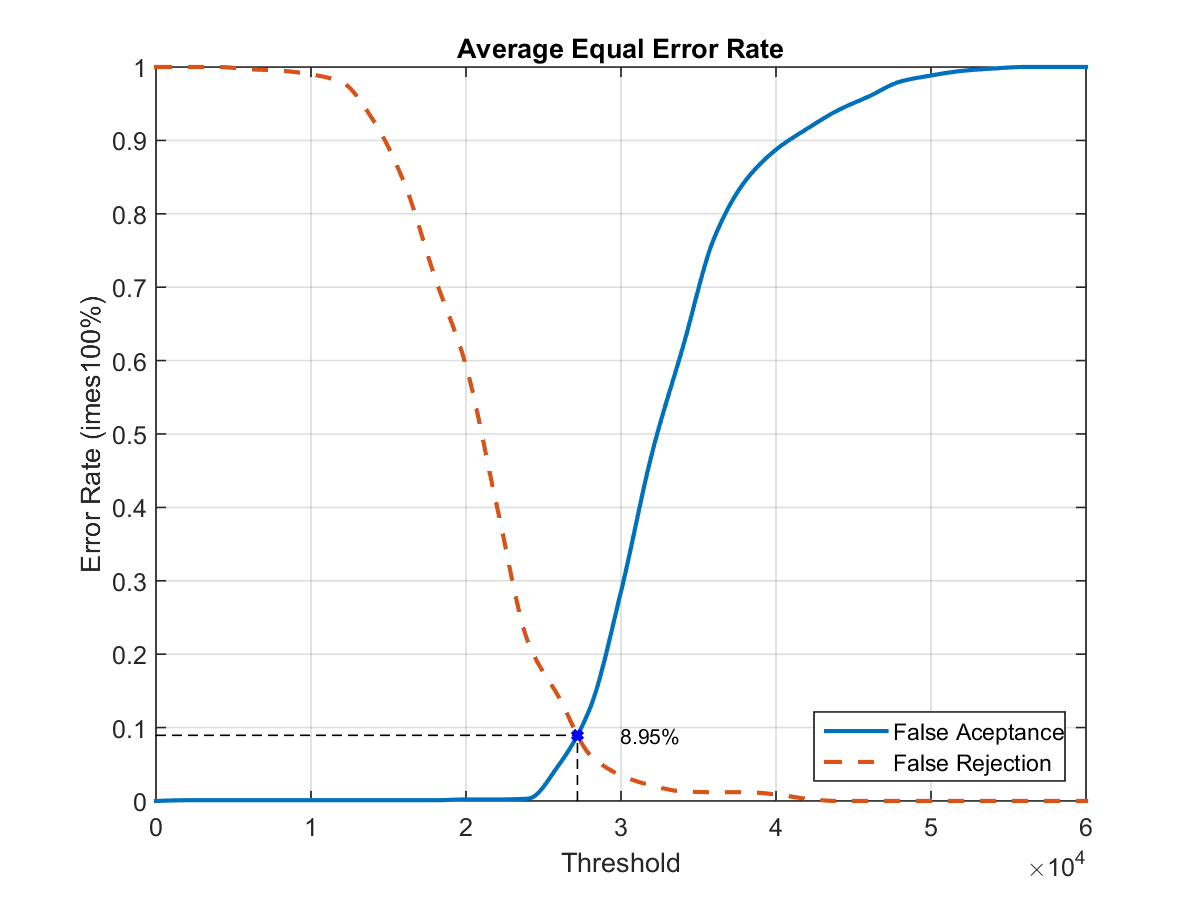 Average Equal Error Rate
1
0.9
0.8
0.7
0.6
0.5
0.4
0.3
0.2
0.1
0
Error Rate (imes100%)
8.95%
False Aceptance
False Rejection
0 1 2 3 4 5 6
Threshold
×10⁴